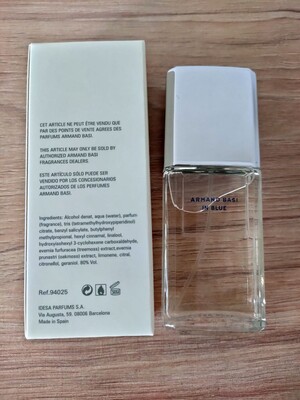 CET ARTICLE NE PEUT ÊTRE VENDU QUE
PAR DES POINTS DE VENTE AGREES DES
PARFUMS ARMAND BASI.
THIS ARTICLE MAY ONLY BE SOLD BY
AUTHORIZED ARMAND BASI
FRAGRANCES DEALERS.
ESTE ARTÍCULO SÓLO PUEDE SER
VENDIDO POR LOS CONCESIONARIOS
AUTORIZADOS DE LOS PERFUMES
ARMAND BASI.
Ingredients: Alcohol denat, aqua (water), parfum
(fragrance), tris (tetramethylhydroxypiperidinol)
citrate, benzyl salicylate, butylphenyl
methylpropional, hexyl cinnamal, linalool,
hydroxyisohexyl 3-cyclohexene carboxaldehyde,
evernia furfuracea (treemoss) extract, evernia
prunastri (oakmoss) extract, limonene, citral,
citronellol, geraniol. 80% Vol.
Ref.94025
IDESA PARFUMS S.A.
Via Augusta, 59. 08006 Barcelona
Made in Spain
ARMAND BASI
IN BLUE